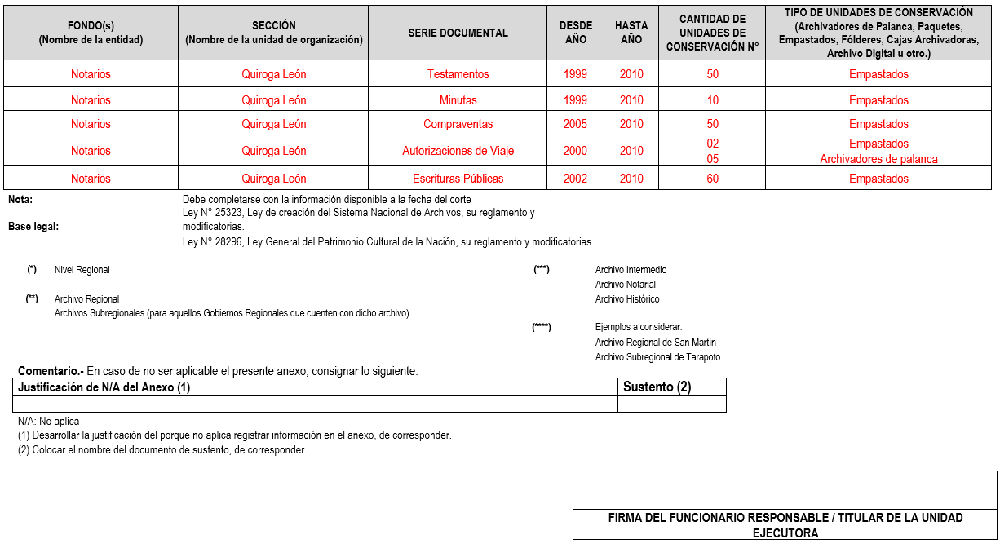 FONDO(s)
(Nombre de la entidad)
SECCIÓN
(Nombre de la unidad de organización)
SERIE DOCUMENTAL
DESDE
AÑO
HASTA
AÑO
CANTIDAD DE
UNIDADES DE
CONSERVACIÓN N°
TIPO DE UNIDADES DE CONSERVACIÓN
(Archivadores de Palanca, Paquetes,
Empastados, Fólderes, Cajas Archivadoras,
Archivo Digital u otro.)
Notarios Quiroga León Testamentos 1999 2010 50 Empastados
Notarios Quiroga León Minutas 1999 2010 10 Empastados
Notarios Quiroga León Compraventas 2005 2010 50 Empastados
Notarios Quiroga León Autorizaciones de Viaje 2000 2010 02 Empastados
05 Archivadores de palanca
Notarios Quiroga León Escrituras Públicas 2002 2010 60 Empastados
Nota: Debe completarse con la información disponible a la fecha del corte
Ley N° 25323, Ley de creación del Sistema Nacional de Archivos, su reglamento y
Base legal: modificatorias.
Ley N° 28296, Ley General del Patrimonio Cultural de la Nación, su reglamento y modificatorias.
(*) Nivel Regional
(**) Archivo Regional
Archivos Subregionales (para aquellos Gobiernos Regionales que cuenten con dicho archivo)
(***) Archivo Intermedio
Archivo Notarial
Archivo Histórico
(****) Ejemplos a considerar:
Archivo Regional de San Martín
Archivo Subregional de Tarapoto
Comentario.- En caso de no ser aplicable el presente anexo, consignar lo siguiente:
Justificación de N/A del Anexo (1) Sustento (2)
N/A: No aplica
(1) Desarrollar la justificación del porque no aplica registrar información en el anexo, de corresponder.
(2) Colocar el nombre del documento de sustento, de corresponder.
FIRMA DEL FUNCIONARIO RESPONSABLE / TITULAR DE LA UNIDAD
EJECUTORA